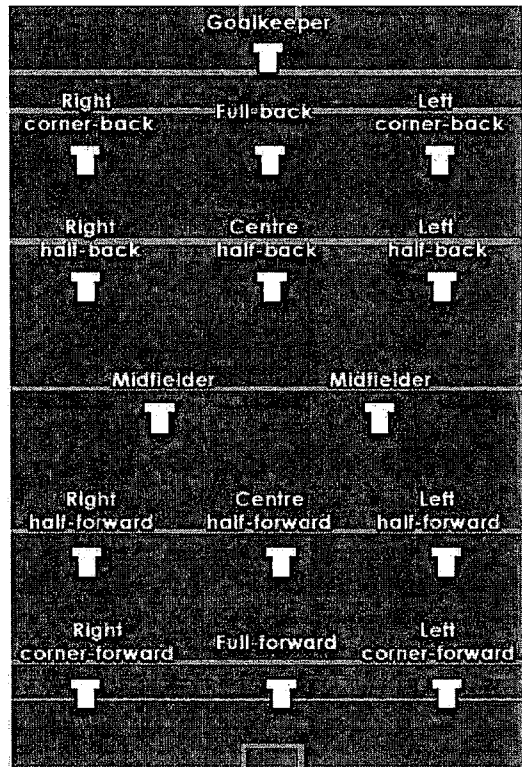 Goalkeeper
Right
corner-back
Full-back
Left
corner-back
Right
half-back
Centre
half-back
Left
half-back
Midfielder
Midfielder
Right
half-forward
Centre
half-forward
Left
half-forward
Right
corner-forward
Full-forward
Left
corner-forward